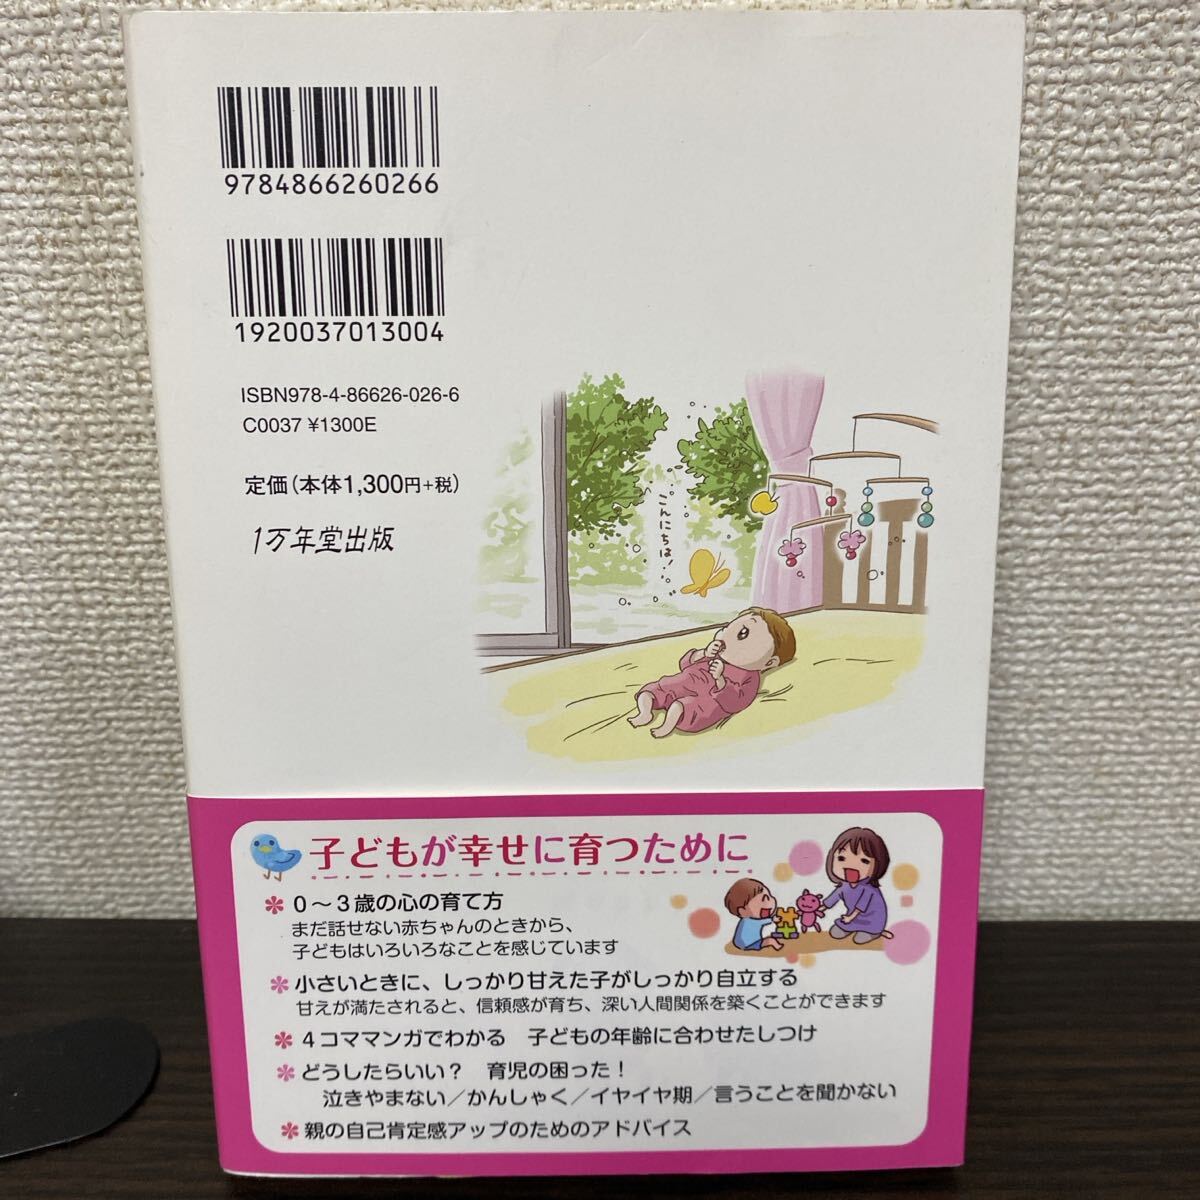 9784866260266
1920037013004
ISBN978-4-86626-026-6
C0037 ¥1300E
定価(本体1,300円+税)
1万年堂出版
こんにちは!
子どもが幸せに育つために
✽ 0〜3歳の心の育て方
まだ話せない赤ちゃんのときから、
子どもはいろいろなことを感じています
✽ 小さいときに、しっかり甘えた子がしっかり自立する
甘えが満たされると、信頼感が育ち、深い人間関係を築くことができます
✽ 4コママンガでわかる 子どもの年齢に合わせたしつけ
✽ どうしたらいい? 育児の困った!
泣きやまない／かんしゃく／イヤイヤ期／言うことを聞かない
✽ 親の自己肯定感アップのためのアドバイス